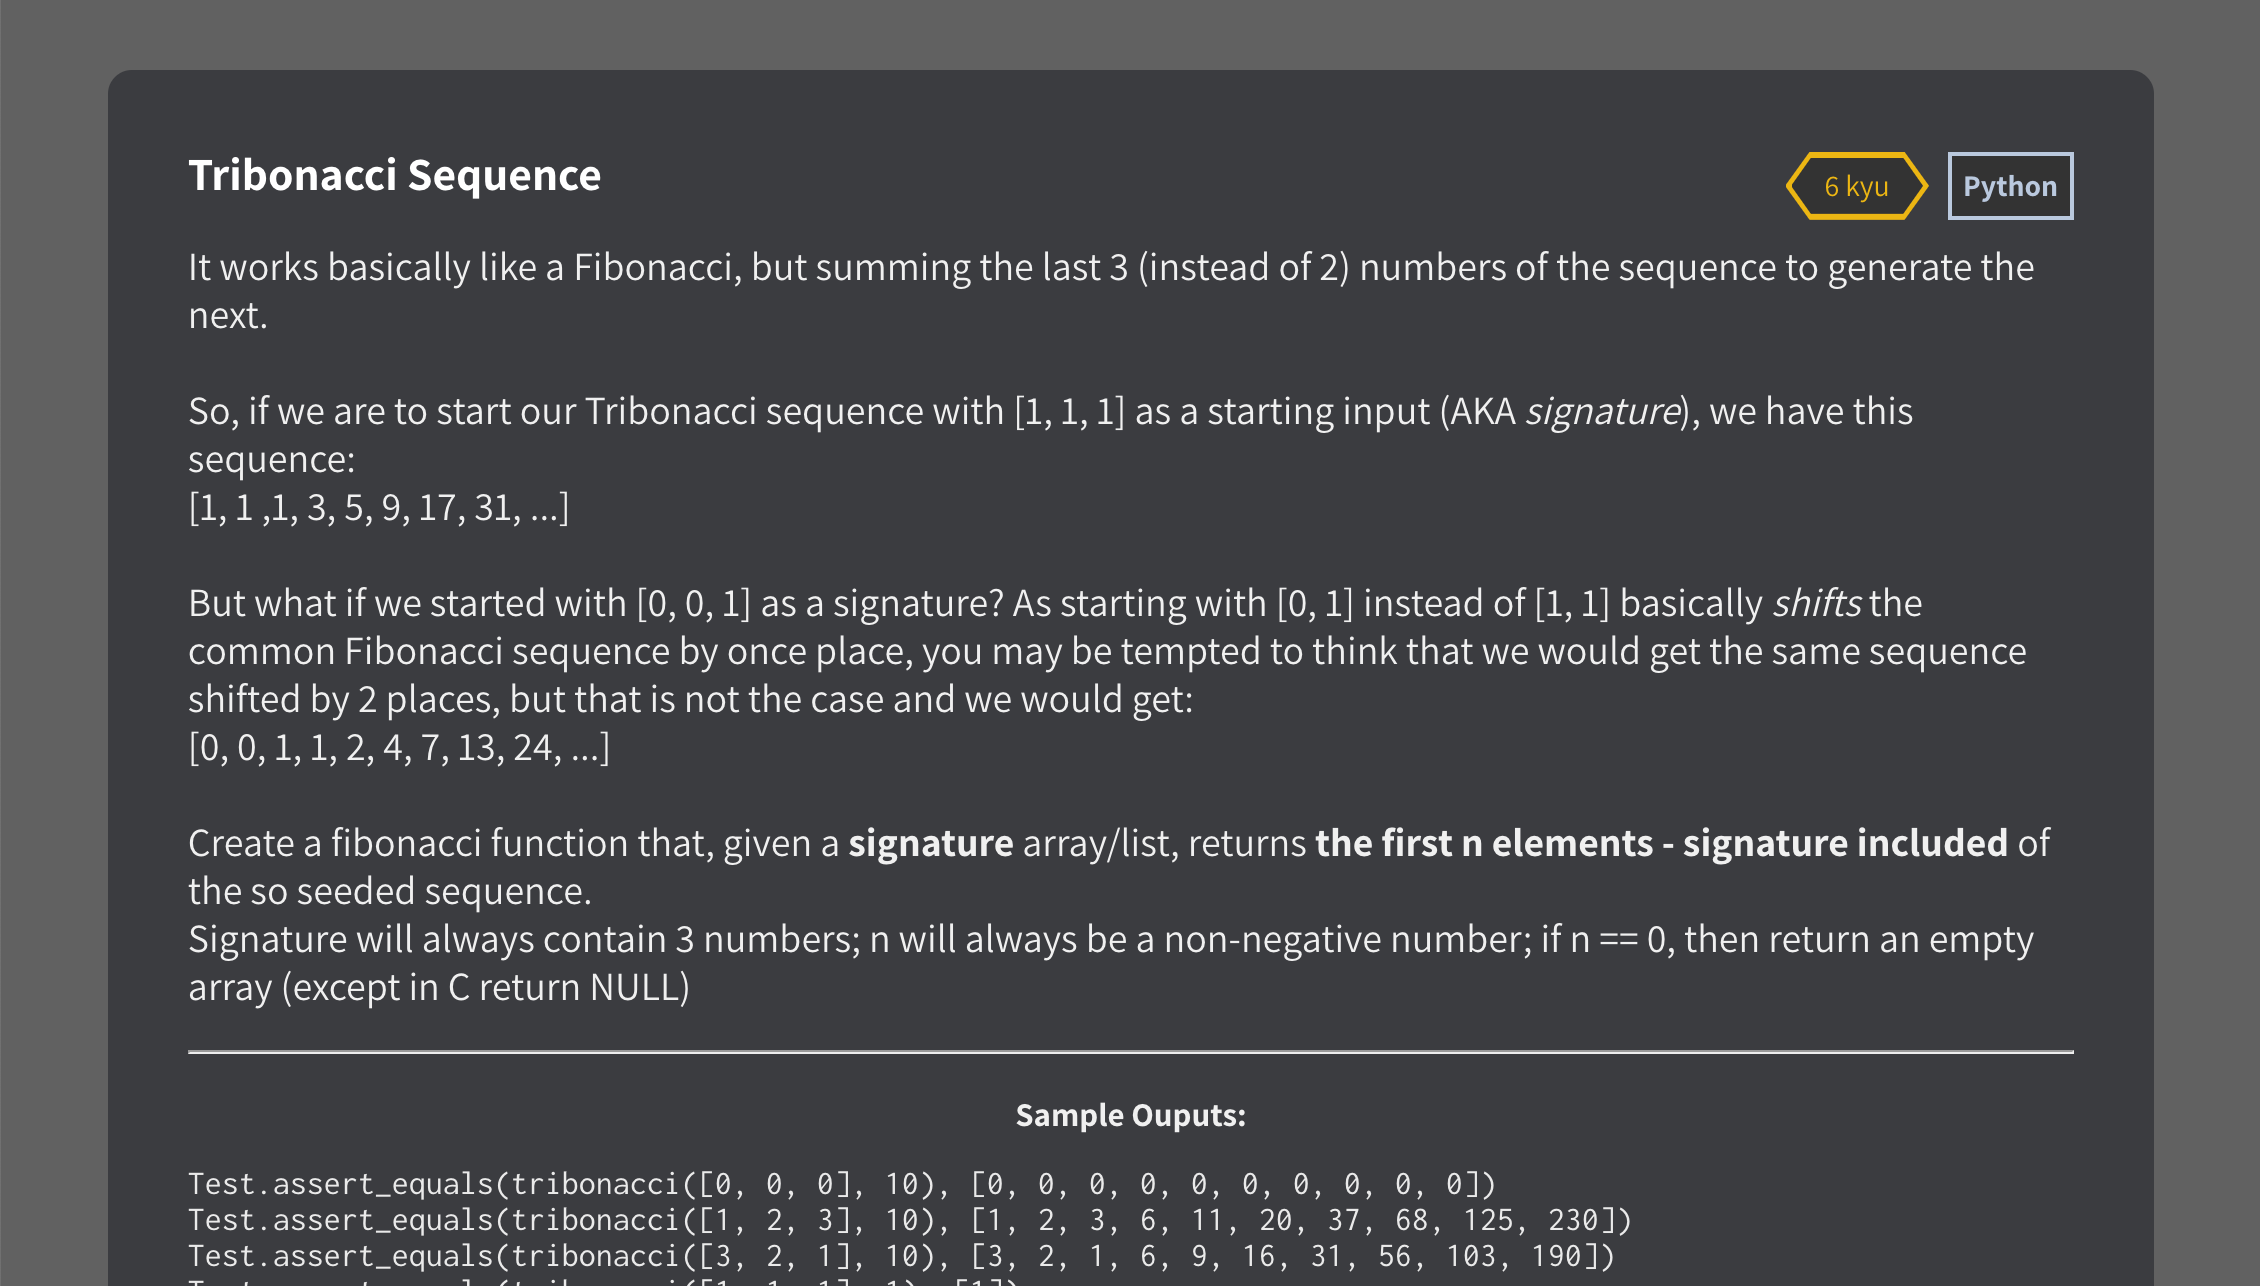 Tribonacci Sequence
6 kyu
Python
It works basically like a Fibonacci, but summing the last 3 (instead of 2) numbers of the sequence to generate the
next.
So, if we are to start our Tribonacci sequence with [1, 1, 1] as a starting input (AKA signature), we have this
sequence:
[1, 1 ,1, 3, 5, 9, 17, 31, ...]
But what if we started with [0, 0, 1] as a signature? As starting with [0, 1] instead of [1, 1] basically shifts the
common Fibonacci sequence by once place, you may be tempted to think that we would get the same sequence
shifted by 2 places, but that is not the case and we would get:
[0, 0, 1, 1, 2, 4, 7, 13, 24, ...]
Create a fibonacci function that, given a signature array/list, returns the first n elements - signature included of
the so seeded sequence.
Signature will always contain 3 numbers; n will always be a non-negative number; if n == 0, then return an empty
array (except in C return NULL)
Sample Ouputs:
Test.assert_equals(tribonacci([0, 0, 0], 10), [0, 0, 0, 0, 0, 0, 0, 0, 0, 0])
Test.assert_equals(tribonacci([1, 2, 3], 10), [1, 2, 3, 6, 11, 20, 37, 68, 125, 230])
Test.assert_equals(tribonacci([3, 2, 1], 10), [3, 2, 1, 6, 9, 16, 31, 56, 103, 190])